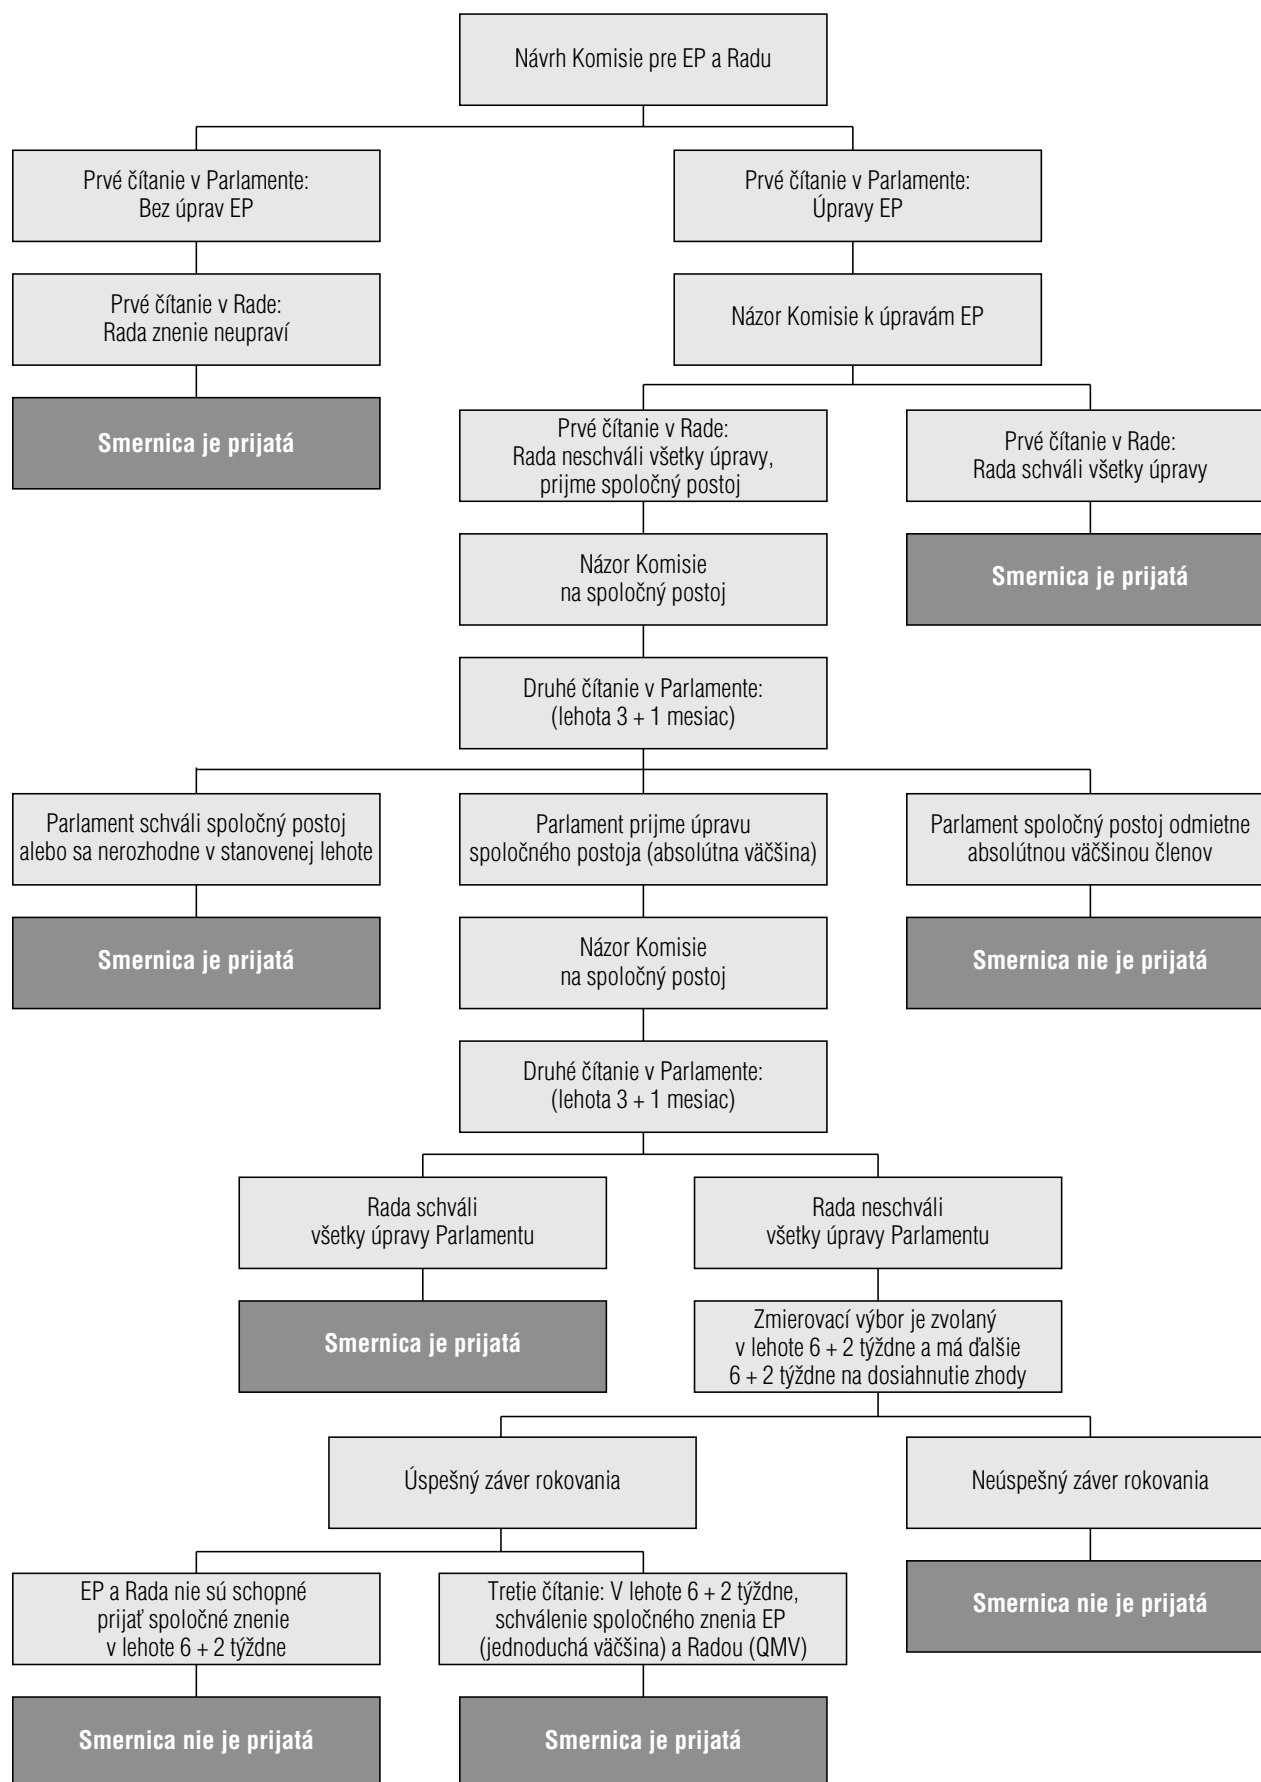 Návrh Komisie pre EP a Radu
Prvé čítanie v Parlamente:
Bez úprav EP
Prvé čítanie v Parlamente:
Úpravy EP
Prvé čítanie v Rade:
Rada znenie neupraví
Názor Komisie k úpravám EP
Smernica je prijatá
Prvé čítanie v Rade:
Rada neschváli všetky úpravy,
prijme spoločný postoj
Prvé čítanie v Rade:
Rada schváli všetky úpravy
Názor Komisie
na spoločný postoj
Smernica je prijatá
Druhé čítanie v Parlamente:
(lehota 3 + 1 mesiac)
Parlament schváli spoločný postoj
alebo sa nerozhodne v stanovenej lehote
Parlament prijme úpravu
spoločného postoja (absolútna väčšina)
Parlament spoločný postoj odmietne
absolútnou väčšinou členov
Smernica je prijatá
Názor Komisie
na spoločný postoj
Smernica nie je prijatá
Druhé čítanie v Parlamente:
(lehota 3 + 1 mesiac)
Rada schváli
všetky úpravy Parlamentu
Rada neschváli
všetky úpravy Parlamentu
Smernica je prijatá
Zmierovací výbor je zvolaný
v lehote 6 + 2 týždne a má ďalšie
6 + 2 týždne na dosiahnutie zhody
Úspešný záver rokovania
Neúspešný záver rokovania
EP a Rada nie sú schopné
prijať spoločné znenie
v lehote 6 + 2 týždne
Tretie čítanie: V lehote 6 + 2 týždne,
schválenie spoločného znenia EP
(jednoduchá väčšina) a Radou (QMV)
Smernica nie je prijatá
Smernica nie je prijatá
Smernica je prijatá